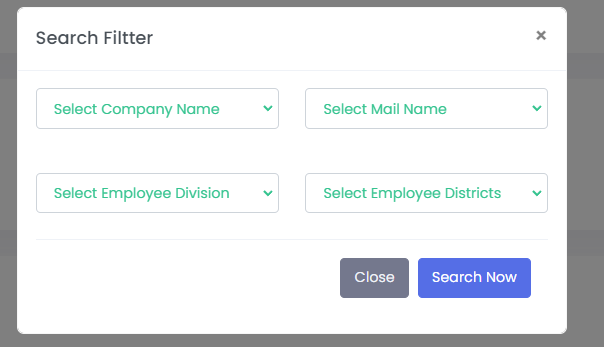 Search Filtter
×
Select Company Name
Select Mail Name
Select Employee Division
Select Employee Districts
Close
Search Now